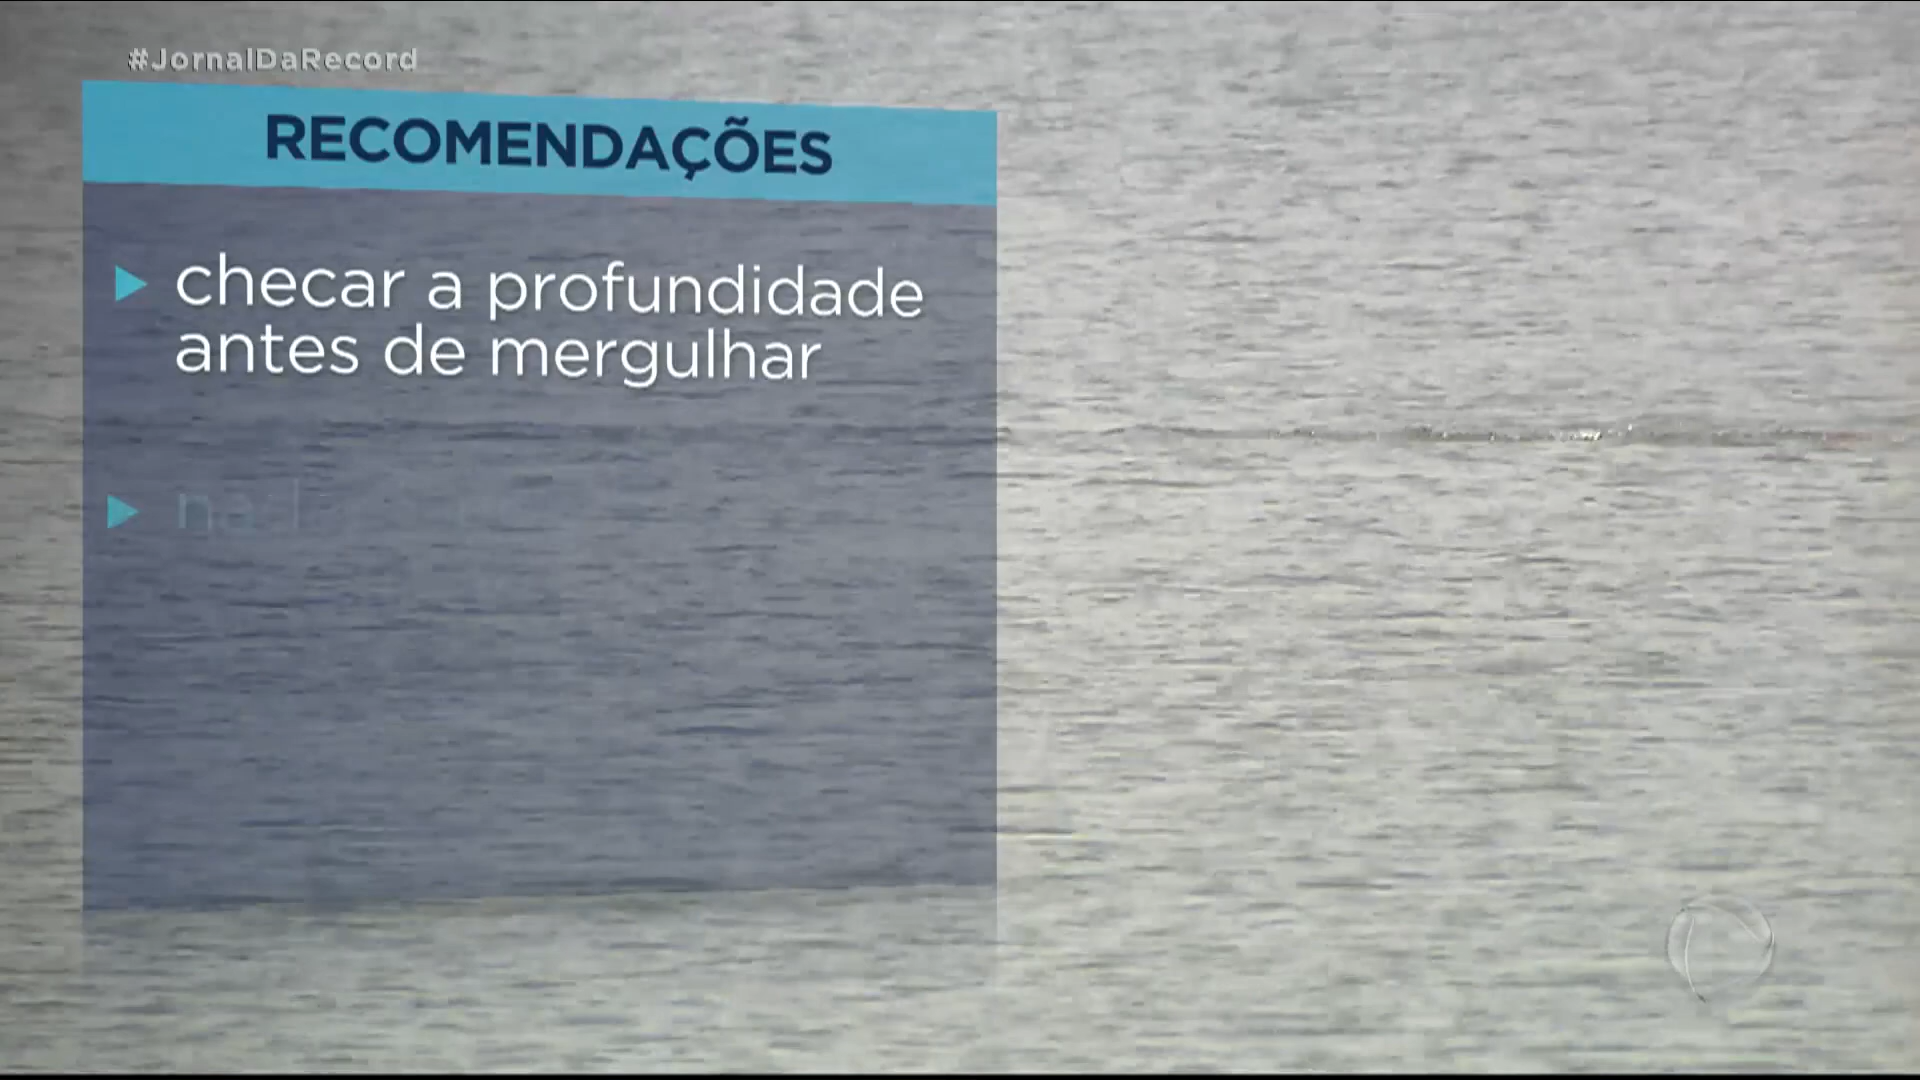 #JornalDaRecord
RECOMENDAÇÕES
checar a profundidade
antes de mergulhar